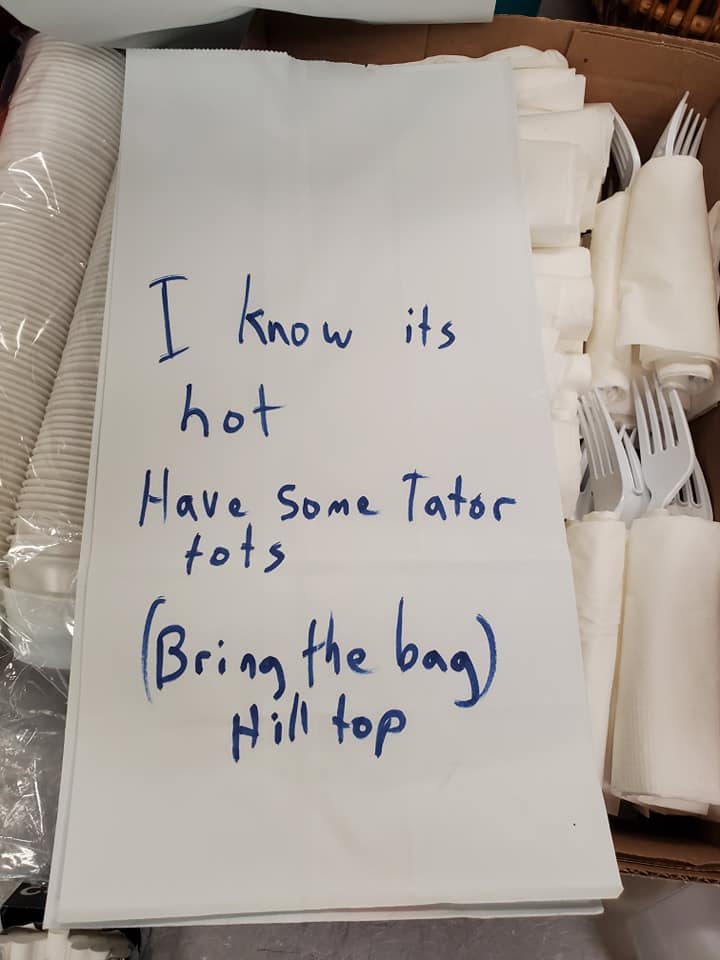 I know its
hot
Have Some Tator
tots
(Bring the bag)
Hill top